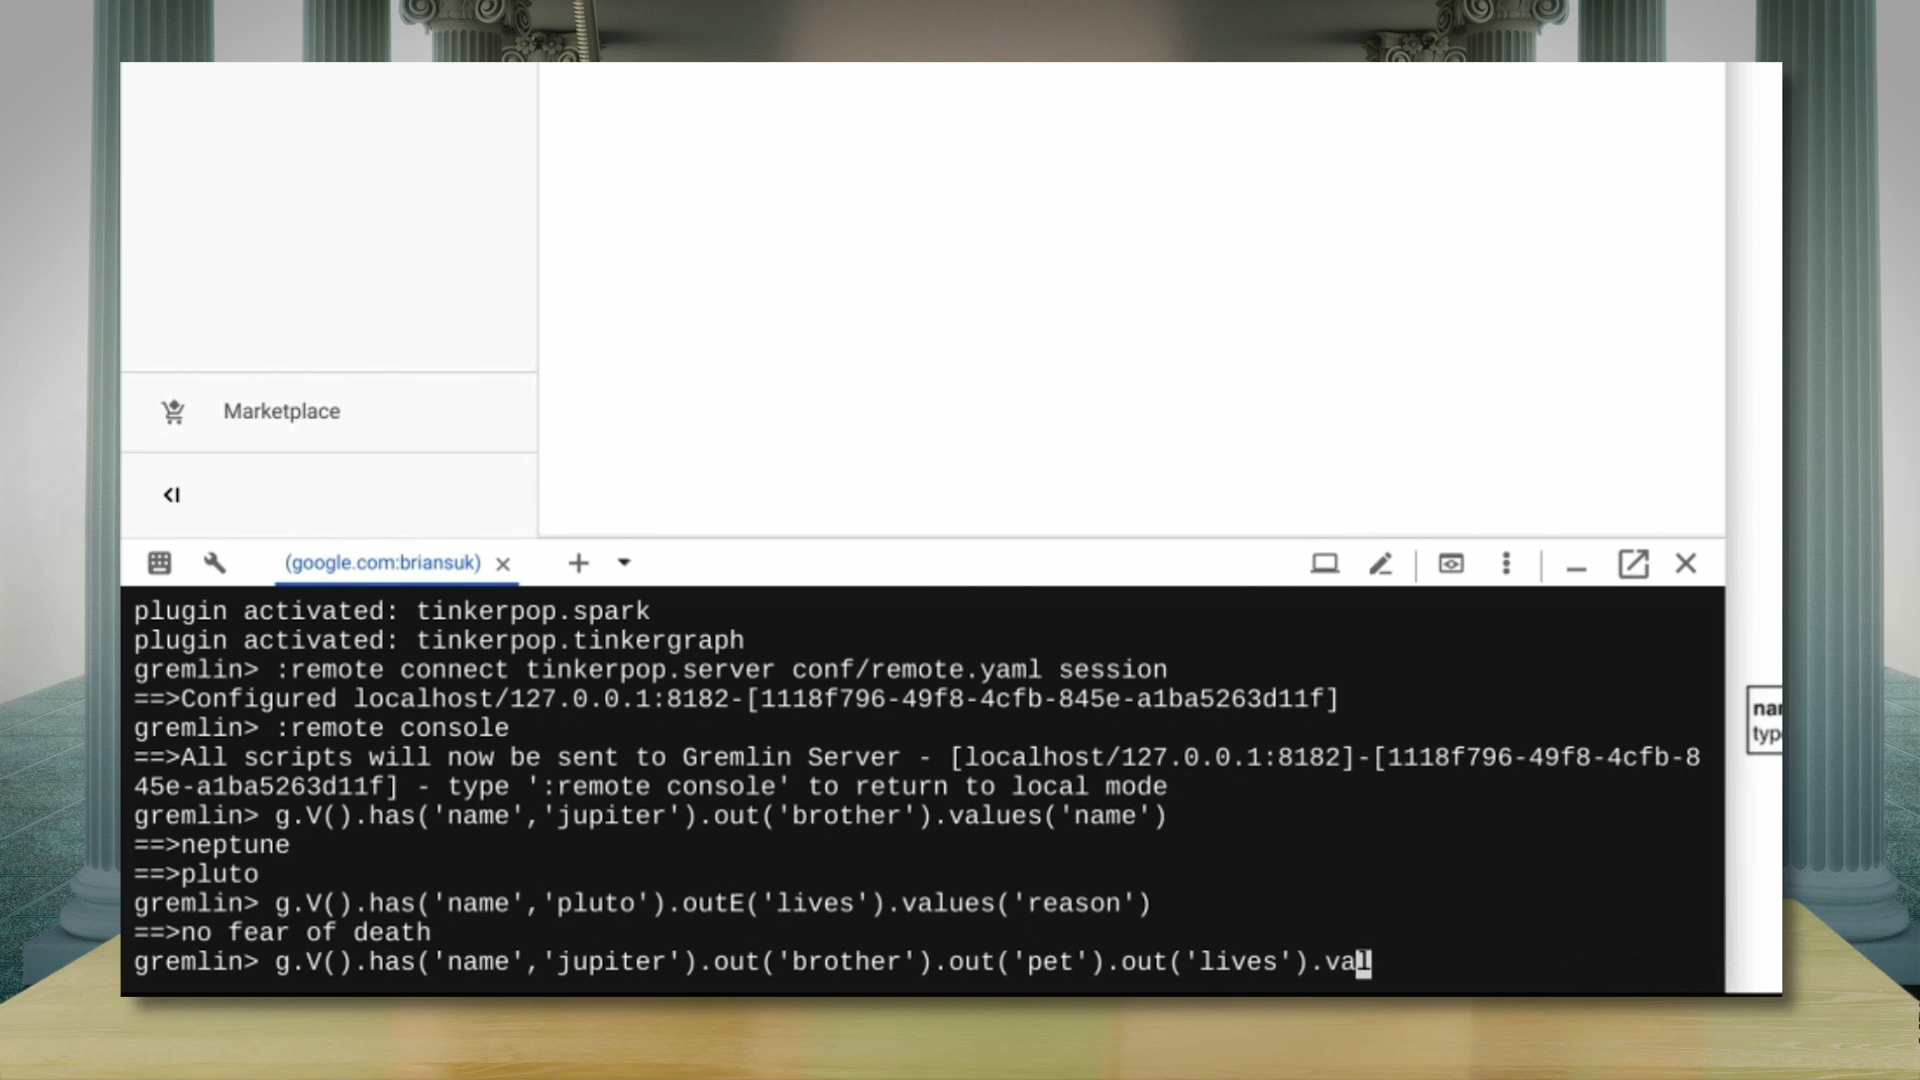 Marketplace
(google.com:briansuk)
plugin activated: tinkerpop.spark
plugin activated: tinkerpop.tinkergraph
gremlin> :remote connect tinkerpop.server conf/remote.yaml session
==>Configured localhost/127.0.0.1:8182-[1118f796-49f8-4cfb-845e-a1ba5263d11f]
gremlin> :remote console
==>All scripts will now be sent to Gremlin Server - [localhost/127.0.0.1:8182]-[1118f796-49f8-4cfb-8
45e-a1ba5263d11f] - type ':remote console' to return to local mode
gremlin> g.V().has('name','jupiter').out('brother').values('name')
==>neptune
==>pluto
gremlin> g.V().has('name','pluto').outE('lives').values('reason')
==>no fear of death
gremlin> g.V().has('name','jupiter').out('brother').out('pet').out('lives').val